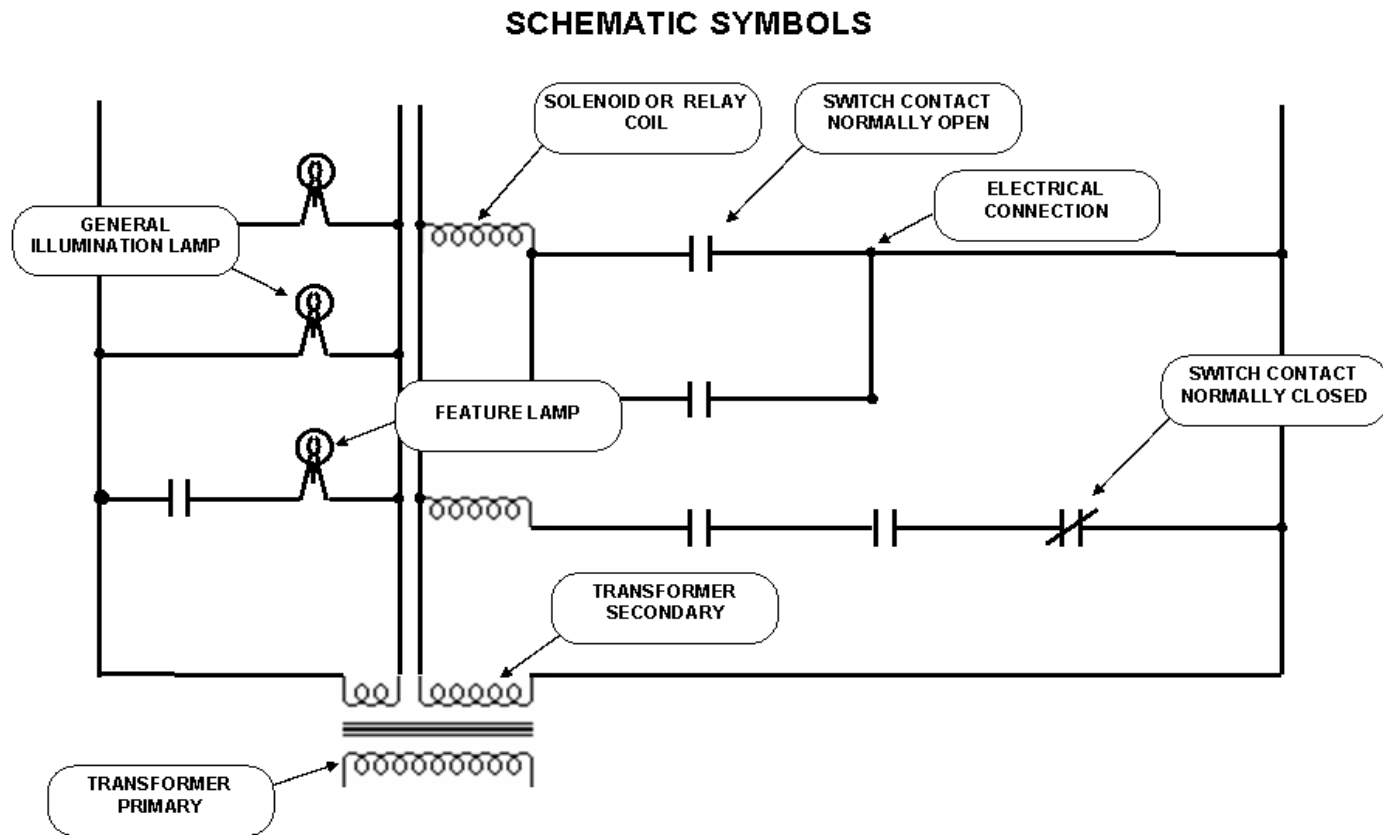 SCHEMATIC SYMBOLS
SOLENOID OR RELAY
COIL
SWITCH CONTACT
NORMALLY OPEN
ELECTRICAL
CONNECTION
GENERAL
ILLUMINATION LAMP
SWITCH CONTACT
NORMALLY CLOSED
FEATURE LAMP
TRANSFORMER
SECONDARY
TRANSFORMER
PRIMARY